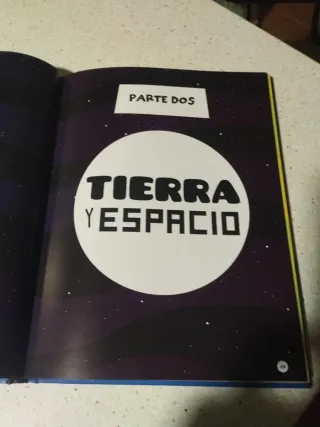 PARTE DOS
TIERRA
Y ESPACIO